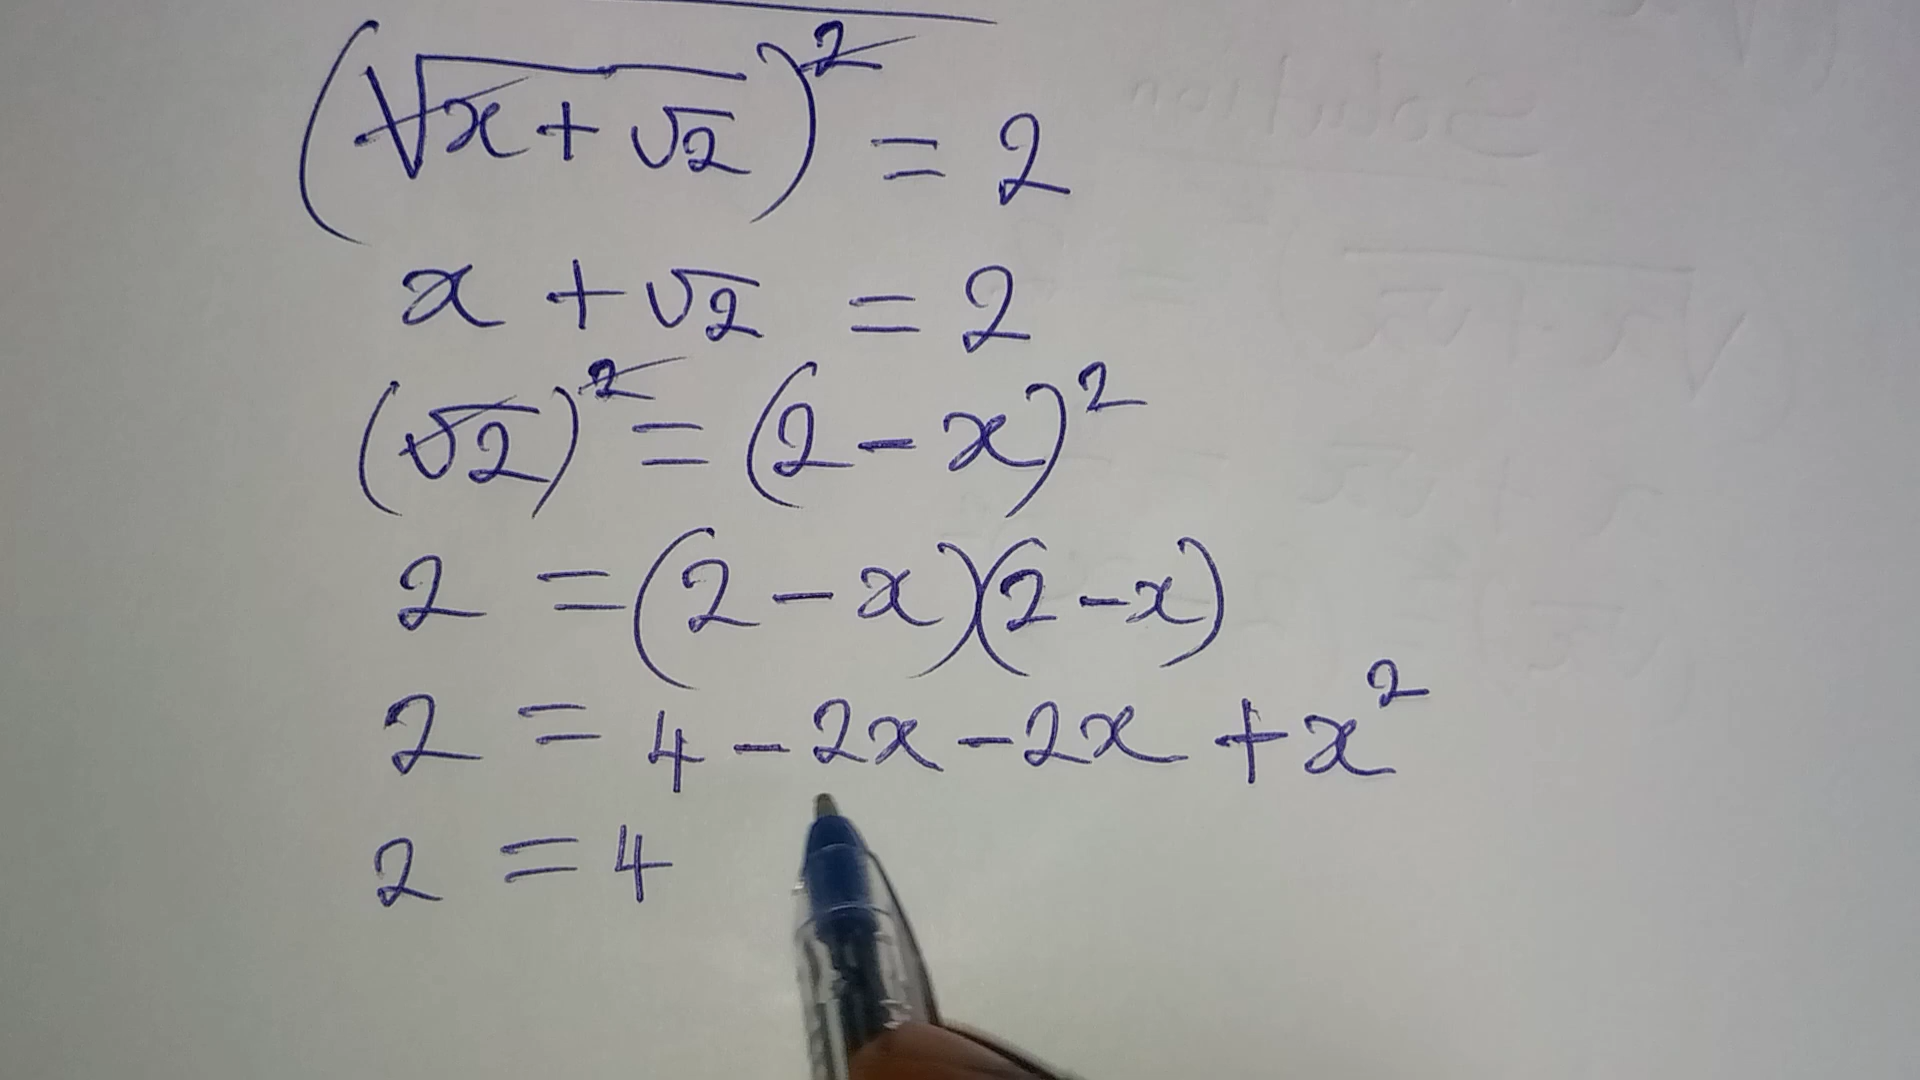 (√(x + √2))² = 2
x + √2 = 2
(√2)² = (2 - x)²
2 = (2 - x)(2 - x)
2 = 4 - 2x - 2x + x²
2 = 4